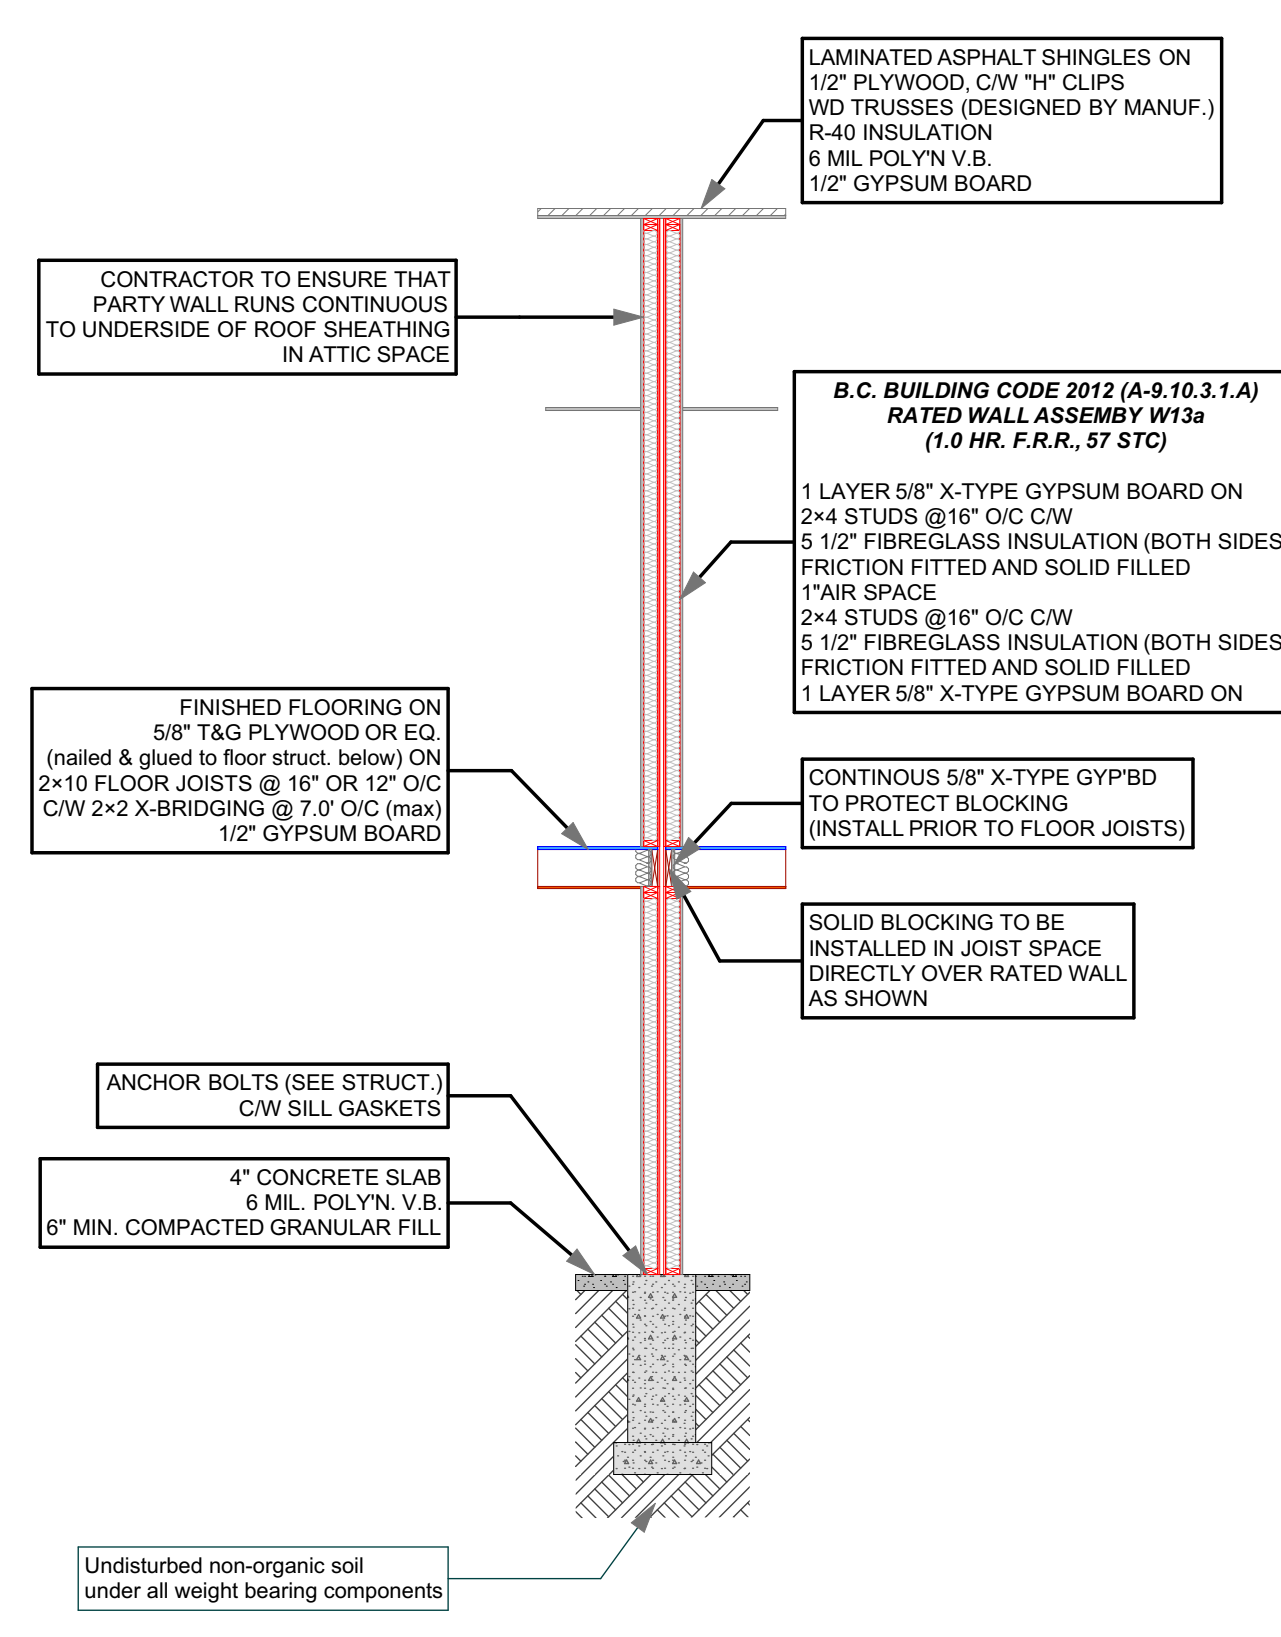 LAMINATED ASPHALT SHINGLES ON
1/2" PLYWOOD, C/W "H" CLIPS
WD TRUSSES (DESIGNED BY MANUF.)
R-40 INSULATION
6 MIL POLY'N V.B.
1/2" GYPSUM BOARD
CONTRACTOR TO ENSURE THAT
PARTY WALL RUNS CONTINUOUS
TO UNDERSIDE OF ROOF SHEATHING
IN ATTIC SPACE
B.C. BUILDING CODE 2012 (A-9.10.3.1.A)
RATED WALL ASSEMBY W13a
(1.0 HR. F.R.R., 57 STC)
1 LAYER 5/8" X-TYPE GYPSUM BOARD ON
2×4 STUDS @16" O/C C/W
5 1/2" FIBREGLASS INSULATION (BOTH SIDES
FRICTION FITTED AND SOLID FILLED
1"AIR SPACE
2×4 STUDS @16" O/C C/W
5 1/2" FIBREGLASS INSULATION (BOTH SIDES
FRICTION FITTED AND SOLID FILLED
1 LAYER 5/8" X-TYPE GYPSUM BOARD ON
FINISHED FLOORING ON
5/8" T&G PLYWOOD OR EQ.
(nailed & glued to floor struct. below) ON
2×10 FLOOR JOISTS @ 16" OR 12" O/C
C/W 2×2 X-BRIDGING @ 7.0' O/C (max)
1/2" GYPSUM BOARD
CONTINOUS 5/8" X-TYPE GYP'BD
TO PROTECT BLOCKING
(INSTALL PRIOR TO FLOOR JOISTS)
SOLID BLOCKING TO BE
INSTALLED IN JOIST SPACE
DIRECTLY OVER RATED WALL
AS SHOWN
ANCHOR BOLTS (SEE STRUCT.)
C/W SILL GASKETS
4" CONCRETE SLAB
6 MIL. POLY'N. V.B.
6" MIN. COMPACTED GRANULAR FILL
Undisturbed non-organic soil
under all weight bearing components